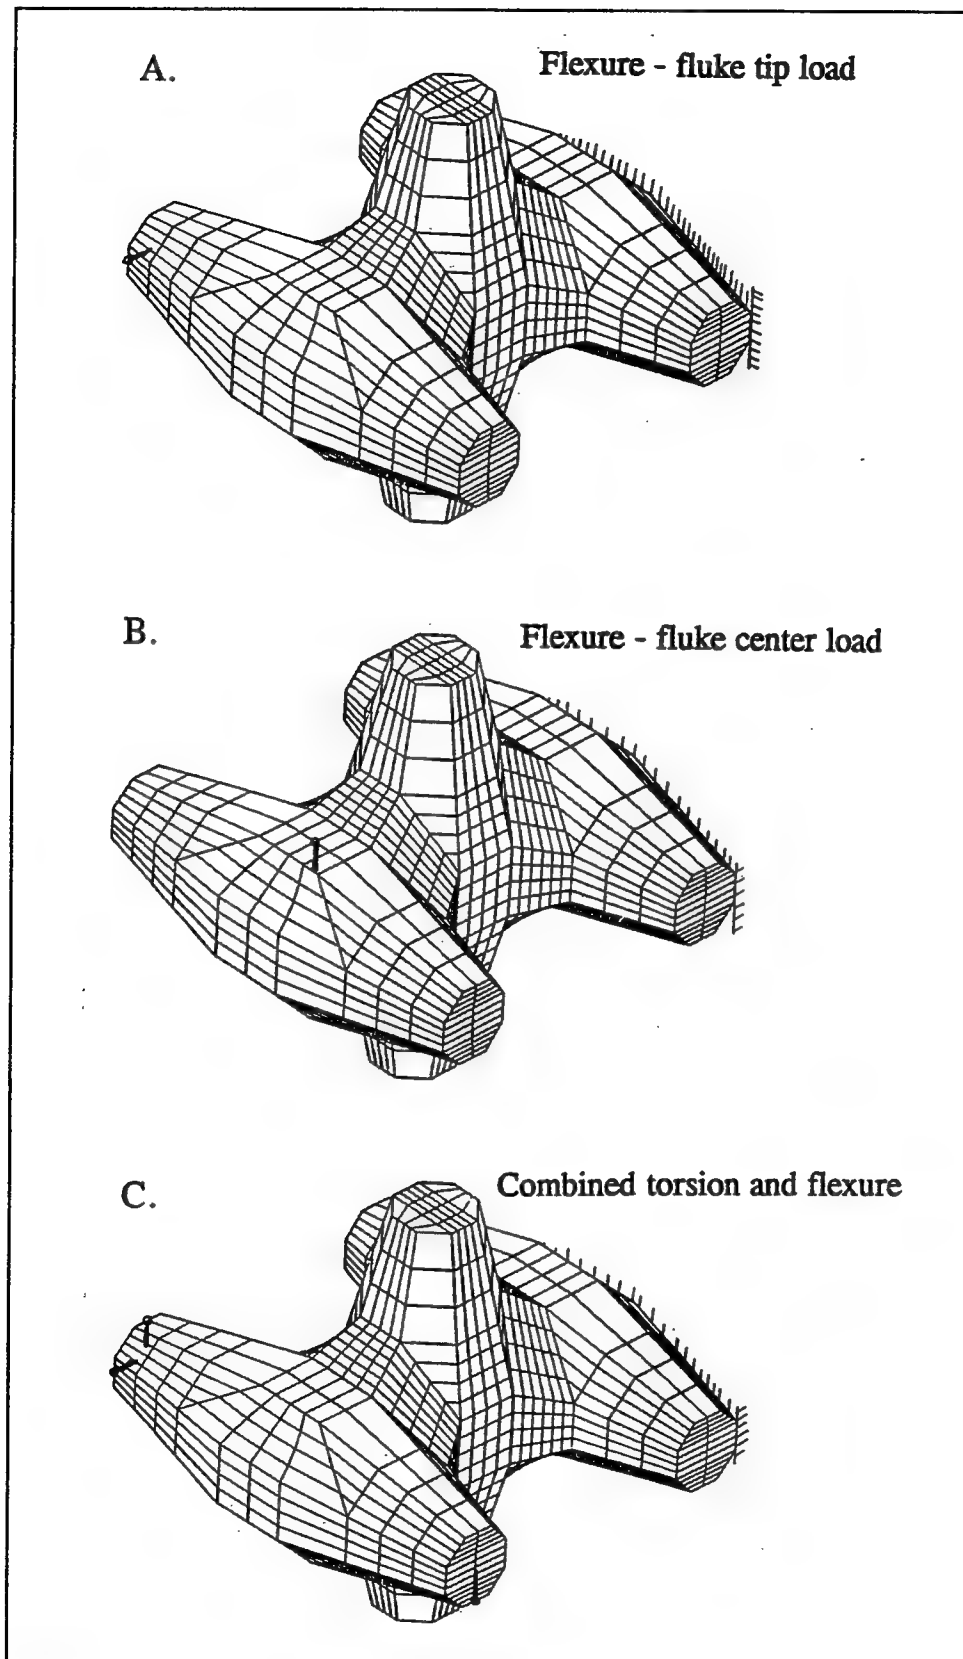 A.
Flexure - fluke tip load
B.
Flexure - fluke center load
C.
Combined torsion and flexure